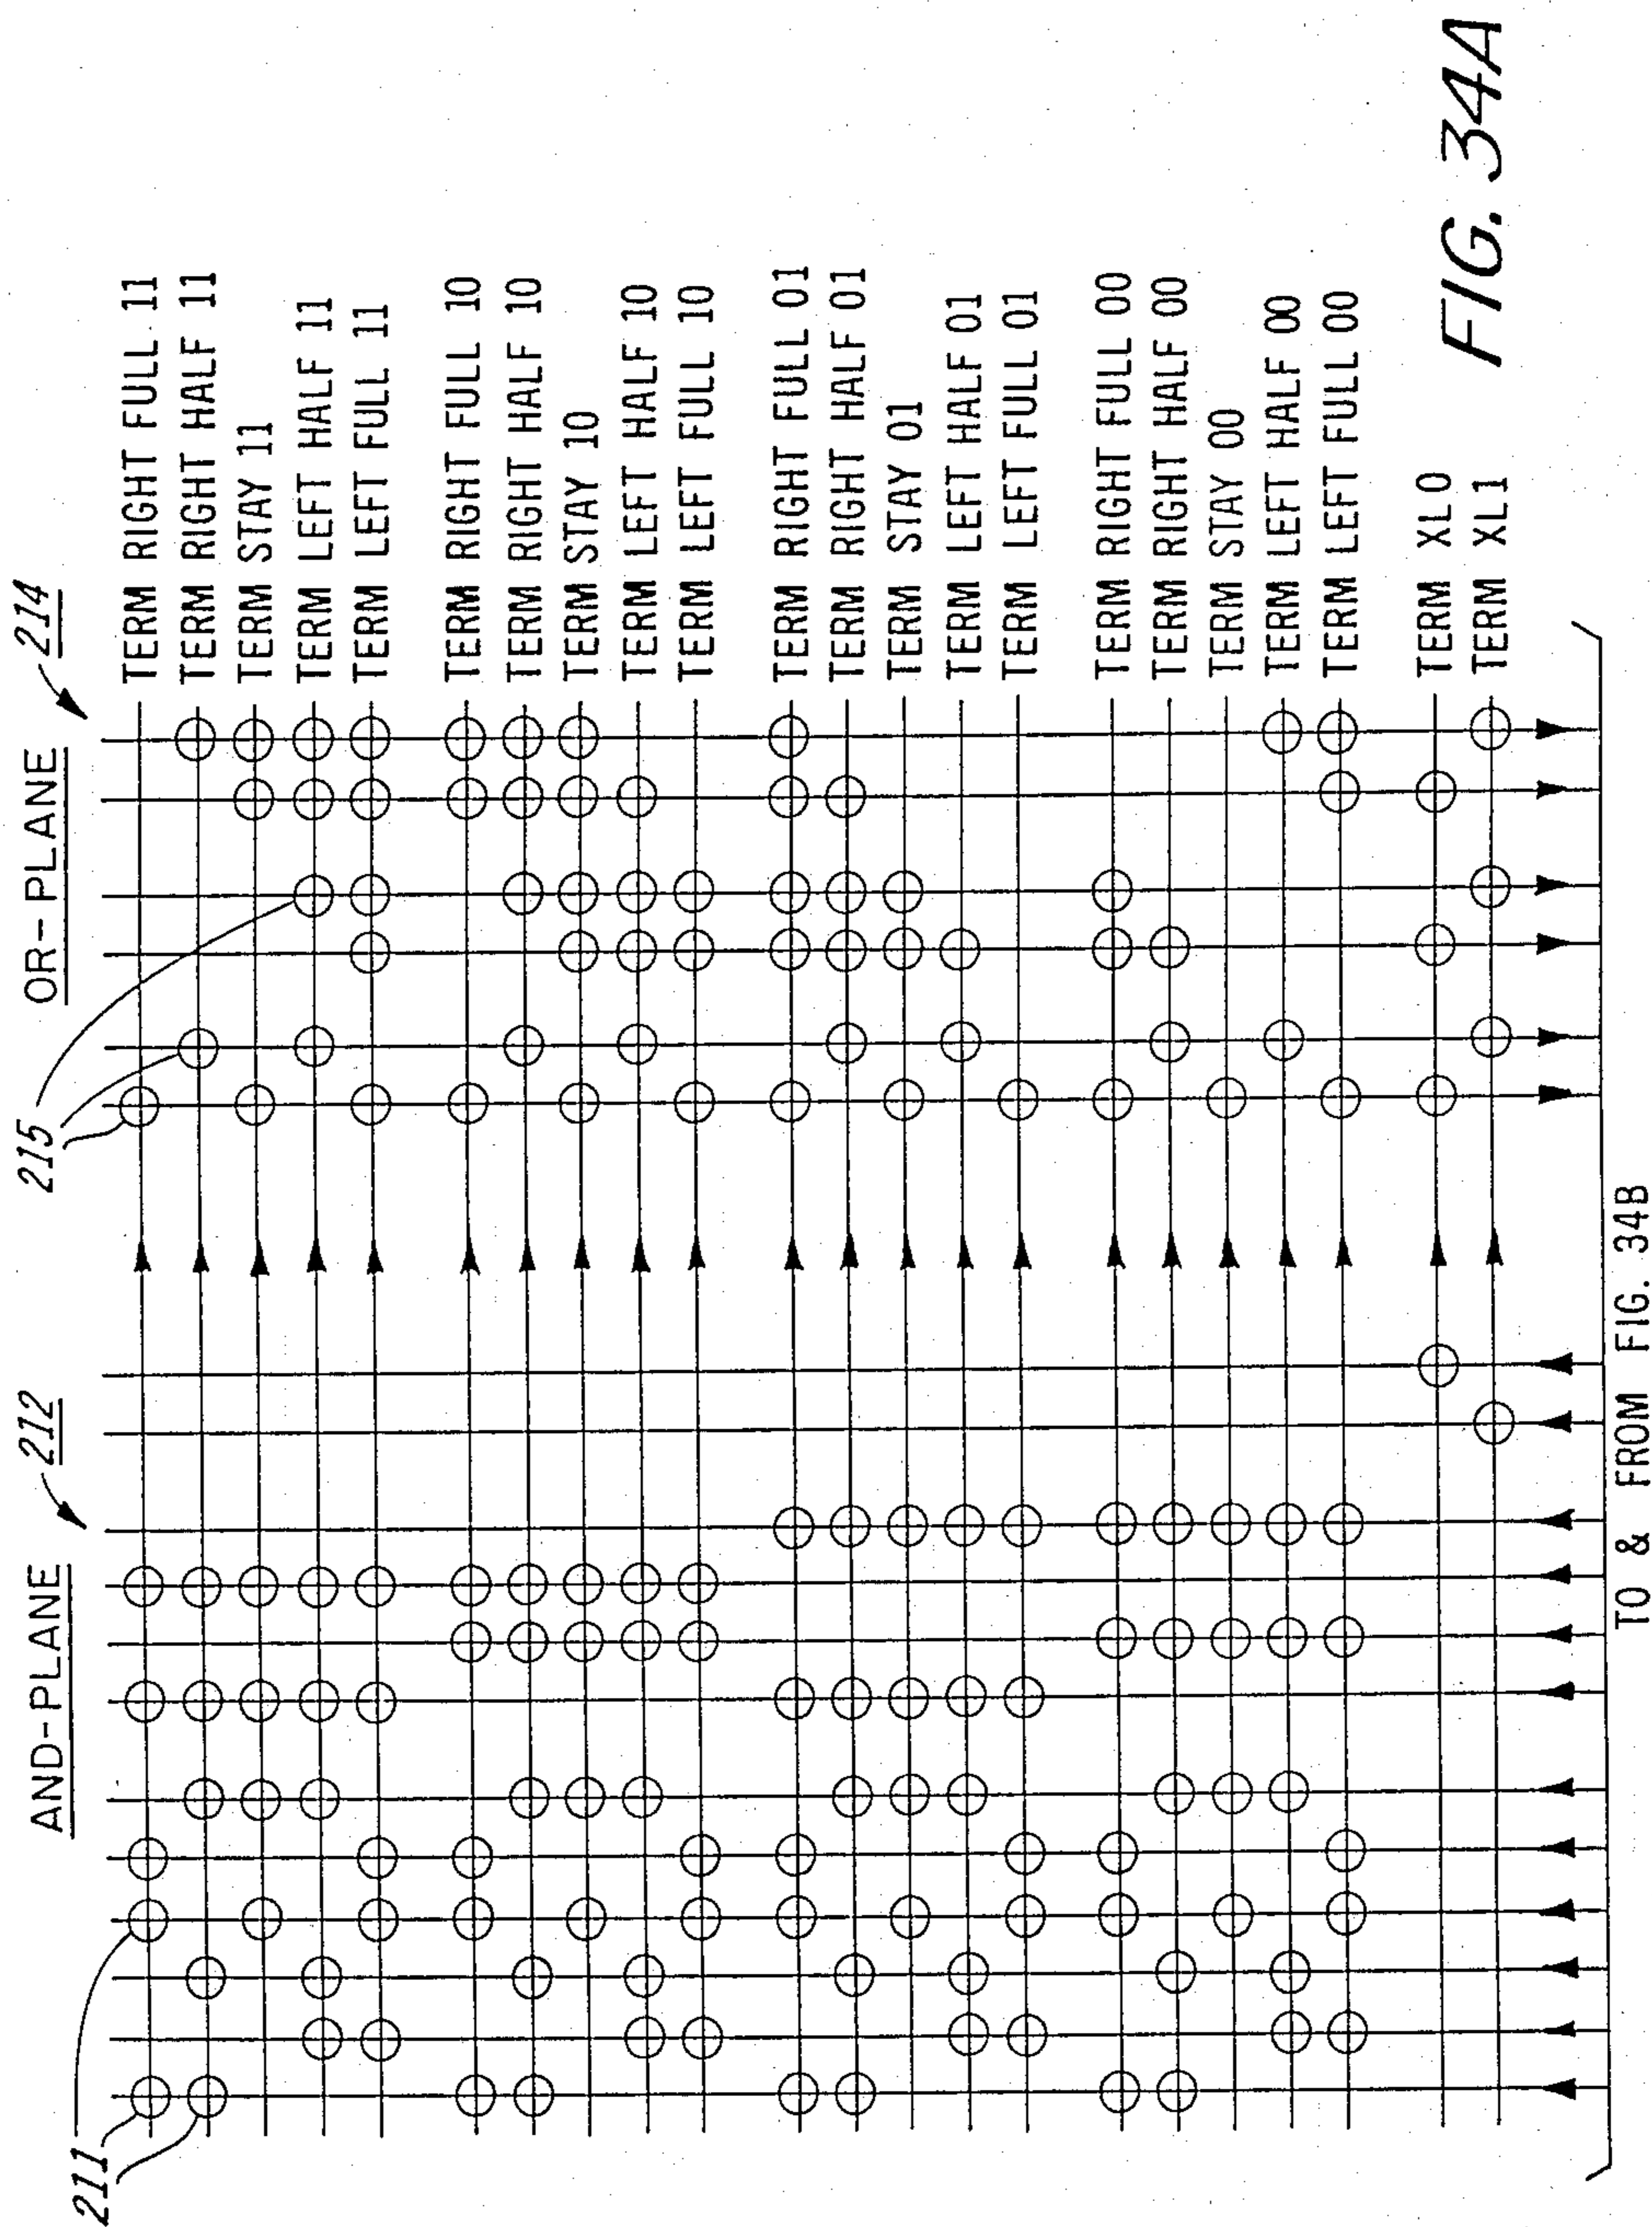 211
AND-PLANE
212
215
OR-PLANE
214
TERM RIGHT FULL 11
TERM RIGHT HALF 11
TERM STAY 11
TERM LEFT HALF 11
TERM LEFT FULL 11
TERM RIGHT FULL 10
TERM RIGHT HALF 10
TERM STAY 10
TERM LEFT HALF 10
TERM LEFT FULL 10
TERM RIGHT FULL 01
TERM RIGHT HALF 01
TERM STAY 01
TERM LEFT HALF 01
TERM LEFT FULL 01
TERM RIGHT FULL 00
TERM RIGHT HALF 00
TERM STAY 00
TERM LEFT HALF 00
TERM LEFT FULL 00
TERM XL0
TERM XL1
TO & FROM FIG. 34B
FIG. 34A